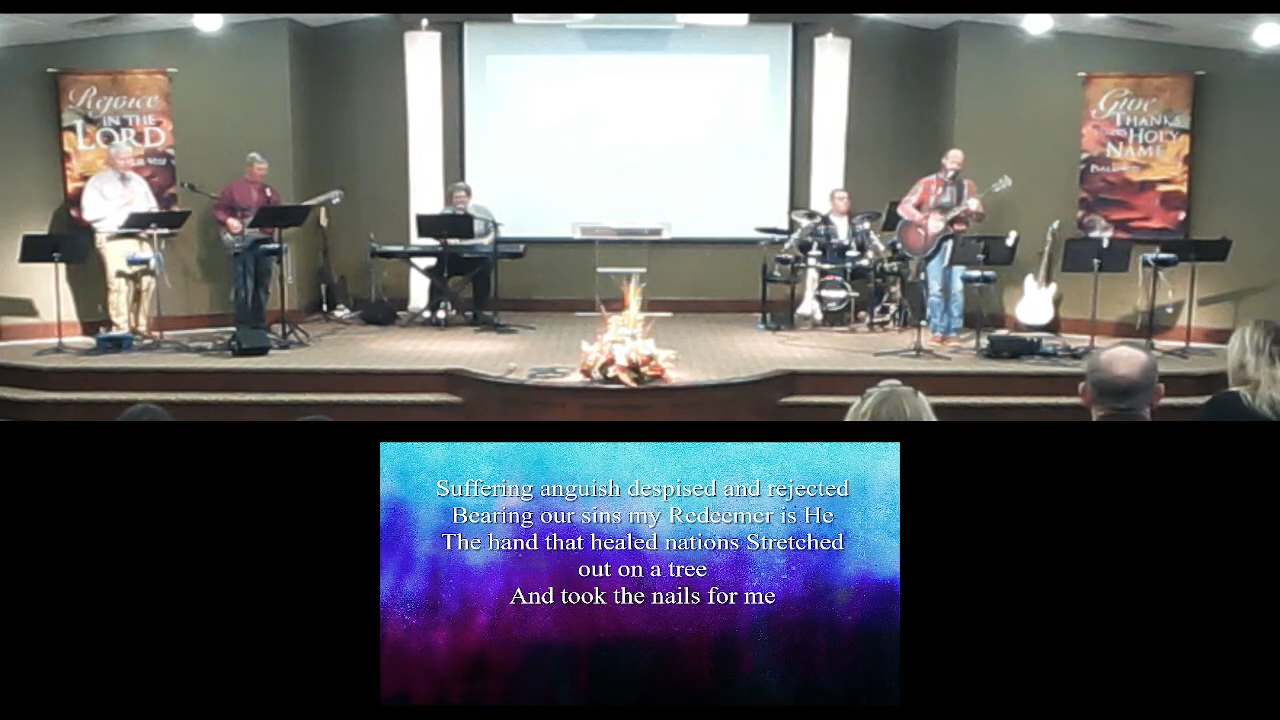 Rejoice
IN THE
LORD
Give
THANKS
HOLY
NAME
Suffering anguish despised and rejected
Bearing our sins my Redeemer is He
The hand that healed nations Stretched
out on a tree
And took the nails for me